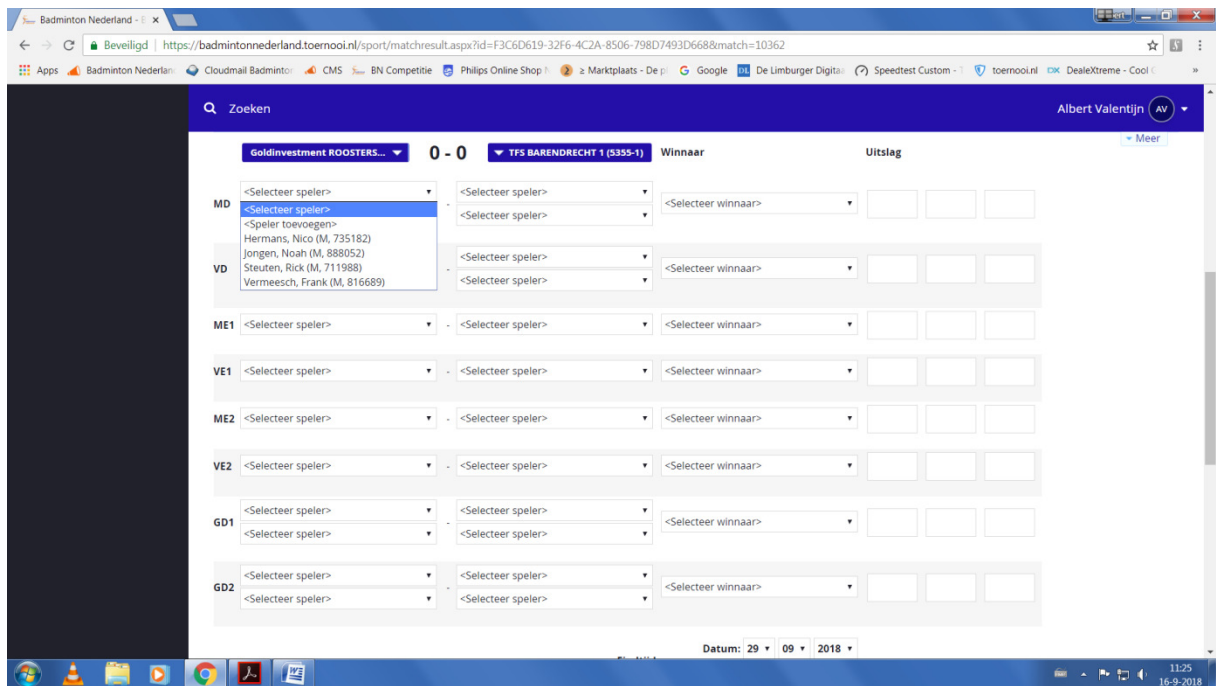 Badminton Nederland - E
Beveiligd | https://badmintonnederland.toernooi.nl/sport/matchresult.aspx?id=F3C6D619-32F6-4C2A-8506-798D7493D668&match=10362
Apps Badminton Nederlan Cloudmail Badminton CMS BN Competitie Philips Online Shop N ≥ Marktplaats - De p Google De Limburger Digitaa Speedtest Custom - T toernooi.nl DealeXtreme - Cool G »
Zoeken Albert Valentijn AV
Meer
Goldinvestment ROOSTERS... 0 - 0 TFS BARENDRECHT 1 (5355-1) Winnaar Uitslag
MD <Selecteer speler> - <Selecteer speler> <Selecteer winnaar>
<Selecteer speler> <Selecteer speler>
<Speler toevoegen>
Hermans, Nico (M, 735182)
Jongen, Noah (M, 888052)
Steuten, Rick (M, 711988)
Vermeesch, Frank (M, 816689)
VD - <Selecteer speler> <Selecteer winnaar>
<Selecteer speler>
ME1 <Selecteer speler> - <Selecteer speler> <Selecteer winnaar>
VE1 <Selecteer speler> - <Selecteer speler> <Selecteer winnaar>
ME2 <Selecteer speler> - <Selecteer speler> <Selecteer winnaar>
VE2 <Selecteer speler> - <Selecteer speler> <Selecteer winnaar>
GD1 <Selecteer speler> - <Selecteer speler> <Selecteer winnaar>
<Selecteer speler> <Selecteer speler>
GD2 <Selecteer speler> - <Selecteer speler> <Selecteer winnaar>
<Selecteer speler> <Selecteer speler>
Datum: 29 09 2018
11:25
16-9-2018